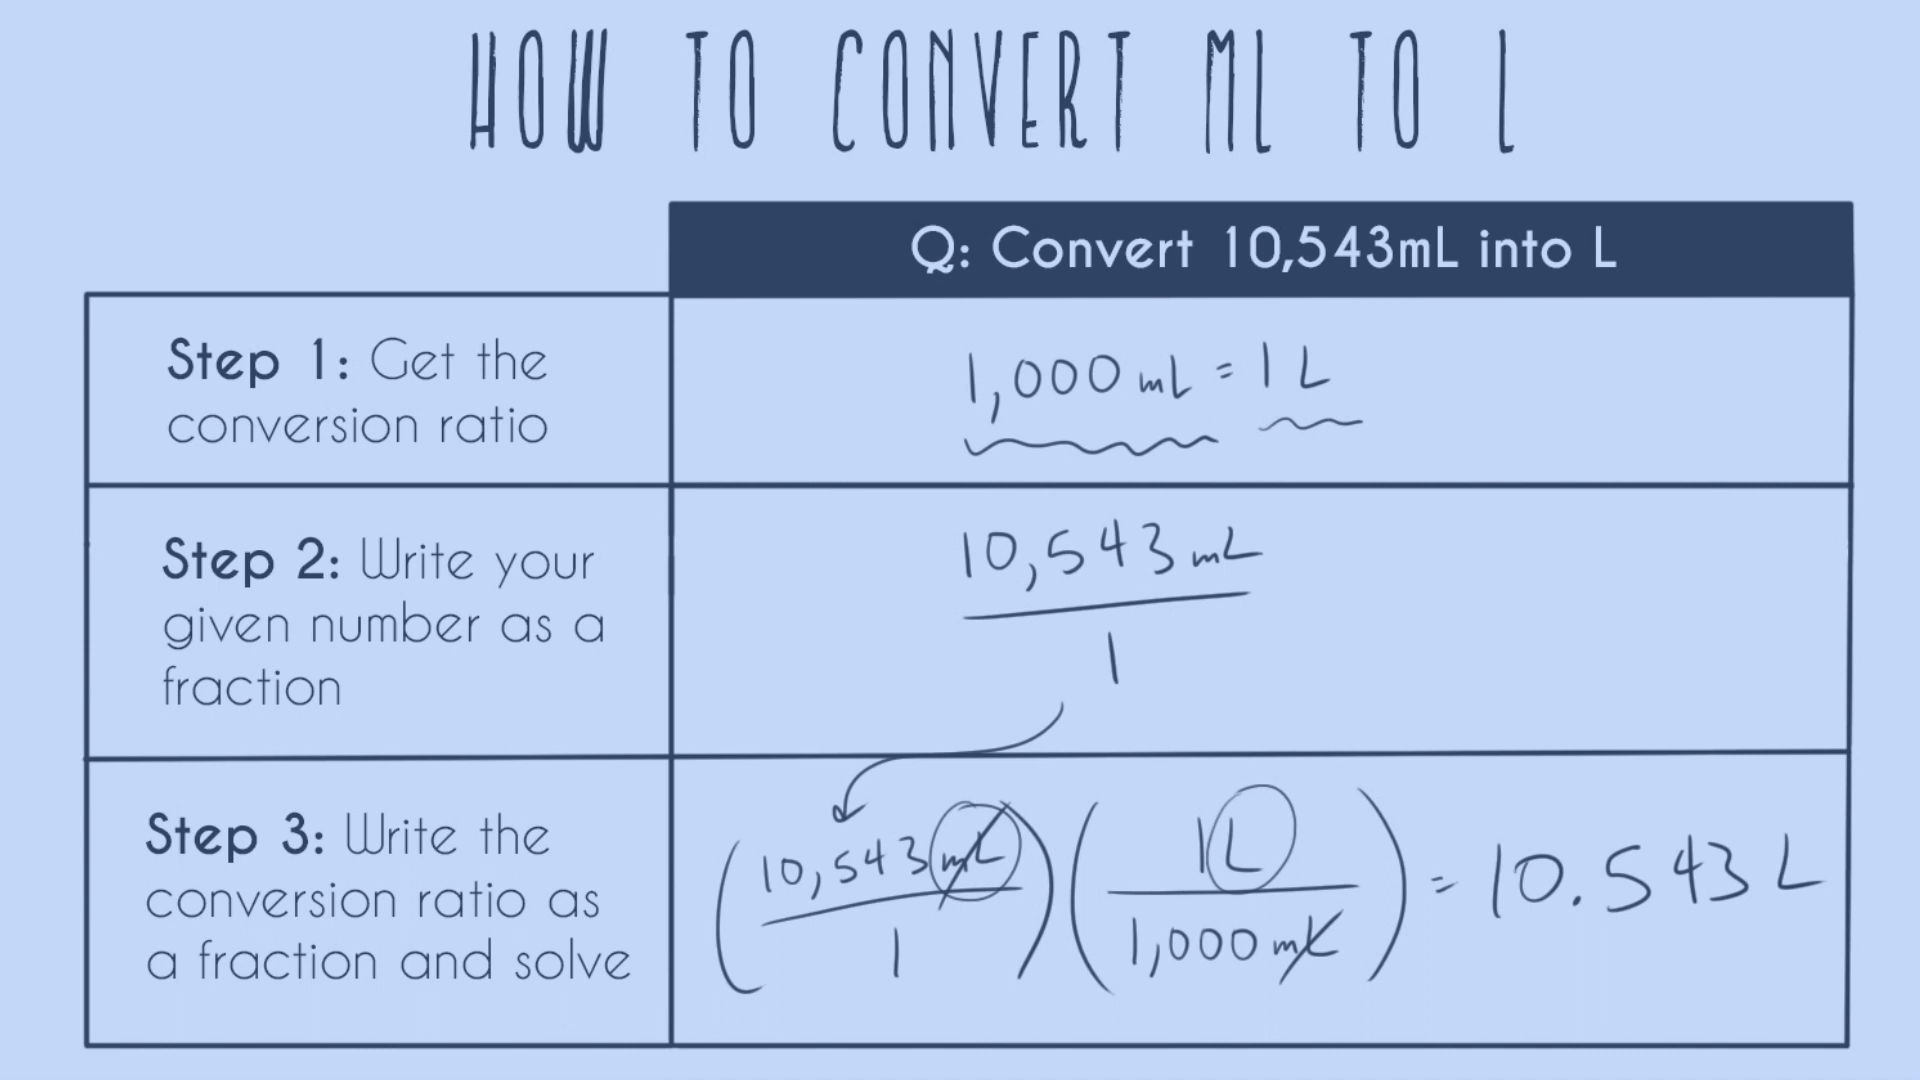 HOW TO CONVERT ML TO L
Q: Convert 10,543mL into L
Step 1: Get the
conversion ratio
1,000 mL = 1 L
Step 2: Write your
given number as a
fraction
10,543 mL
1
Step 3: Write the
conversion ratio as
a fraction and solve
(10,543 mL / 1) (1 L / 1,000 mL) = 10.543 L